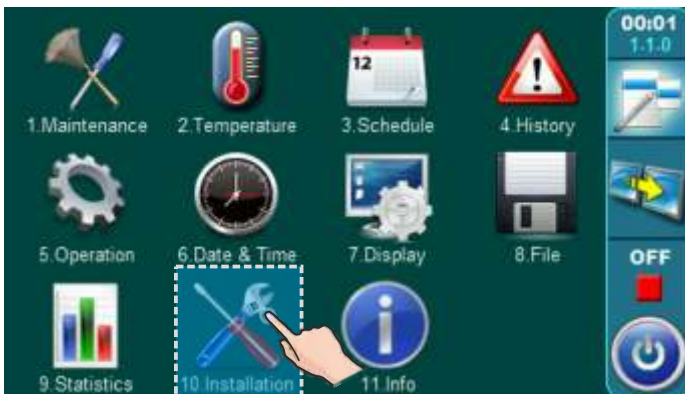 00:01
1.1.0
12
1.Maintenance
2.Temperature
3.Schedule
4.History
5.Operation
6.Date & Time
7.Display
8.File
OFF
9.Statistics
10.Installation
11.Info